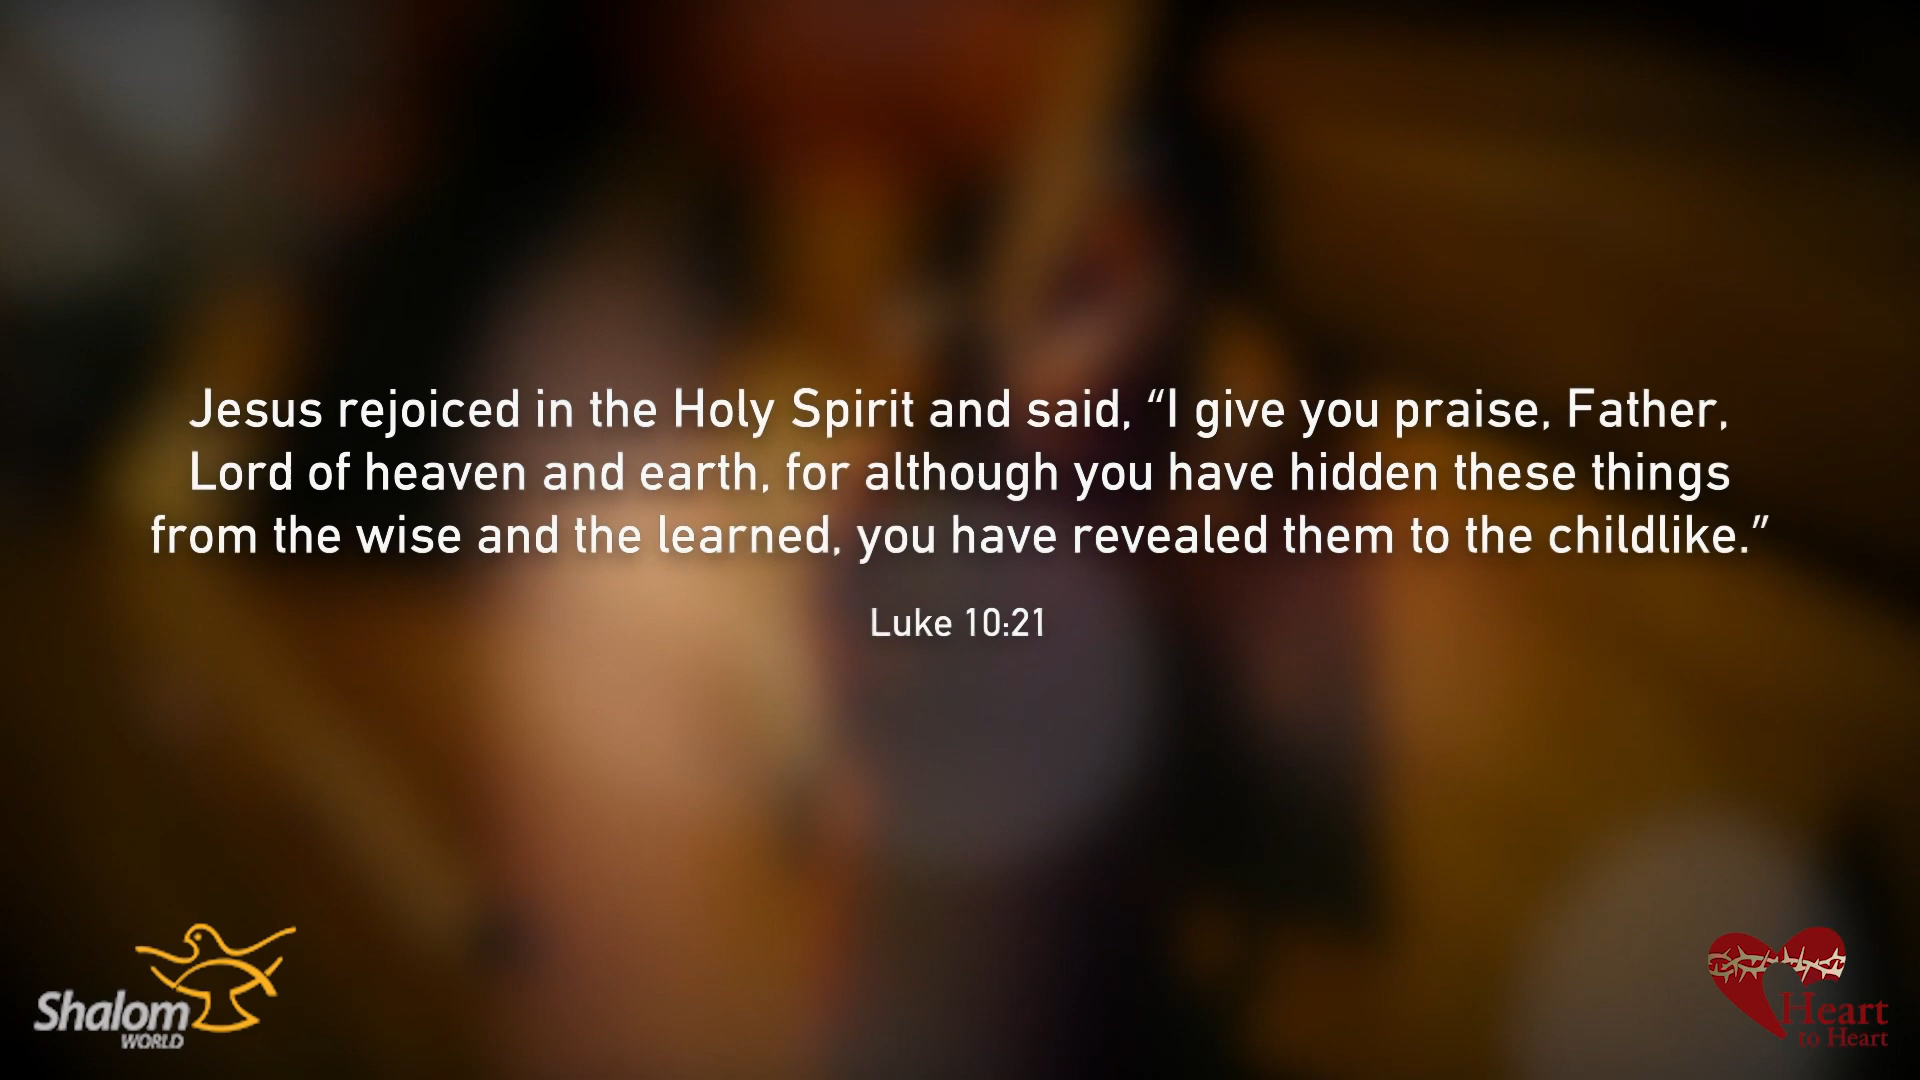 Jesus rejoiced in the Holy Spirit and said, “I give you praise, Father,
Lord of heaven and earth, for although you have hidden these things
from the wise and the learned, you have revealed them to the childlike.”
Luke 10:21
Shalom
WORLD
Heart
to Heart